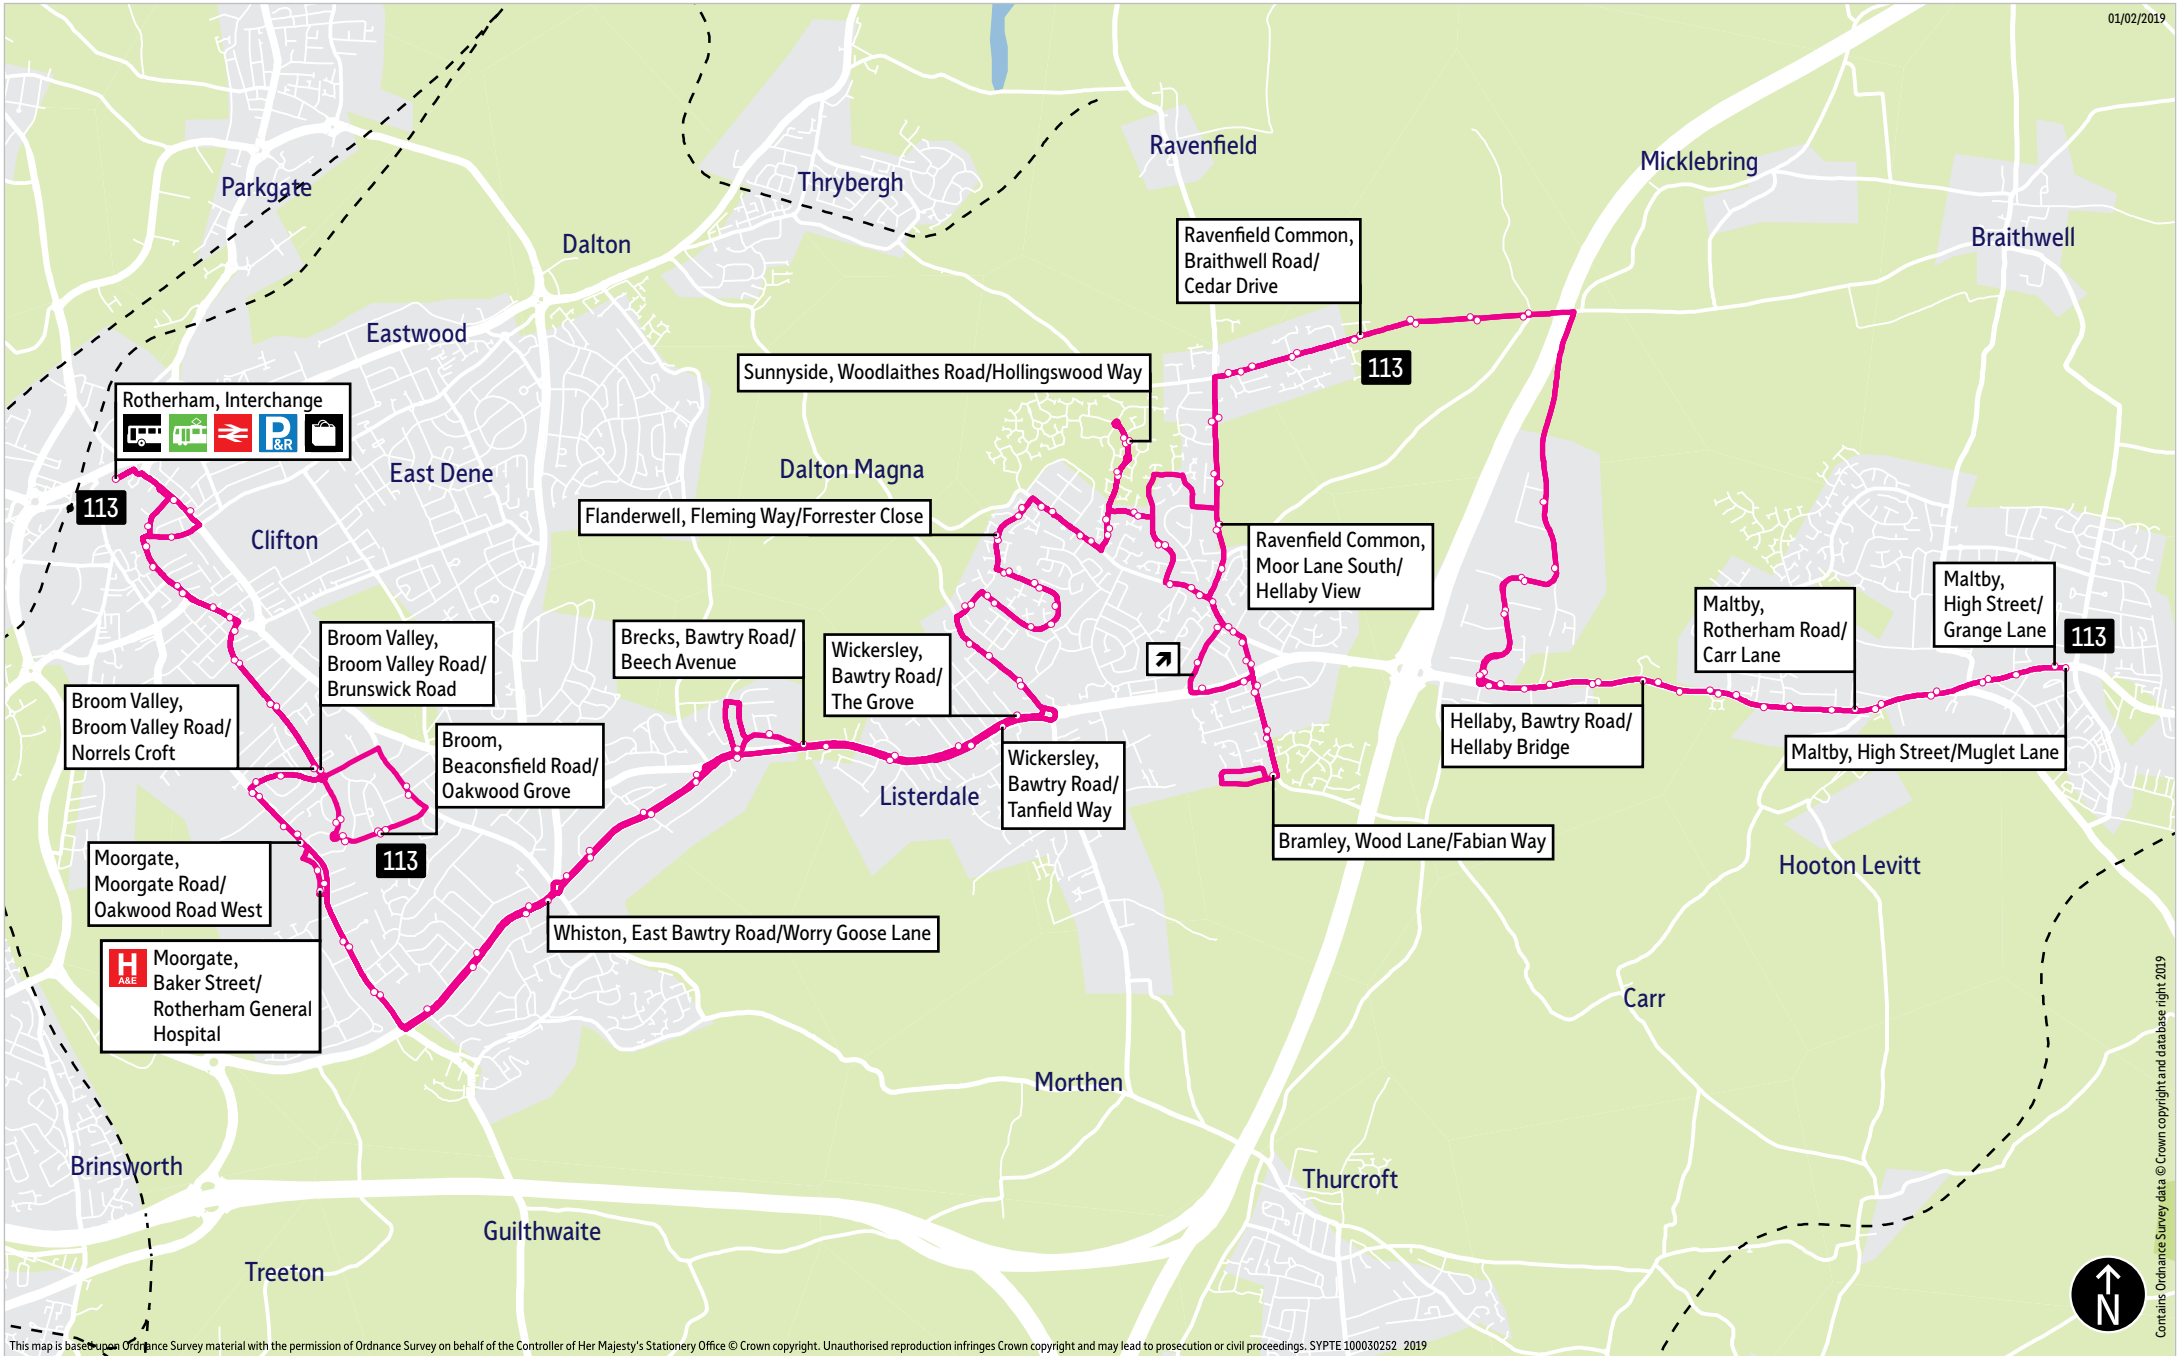 01/02/2019
Ravenfield
Micklebring
Parkgate
Thrybergh
Dalton
Braithwell
Ravenfield Common,
Braithwell Road/
Cedar Drive
Eastwood
Sunnyside, Woodlaithes Road/Hollingswood Way
113
Rotherham, Interchange
P
&R
East Dene
Dalton Magna
113
Flanderwell, Fleming Way/Forrester Close
Clifton
Ravenfield Common,
Moor Lane South/
Hellaby View
Maltby,
High Street/
Grange Lane
Maltby,
Rotherham Road/
Carr Lane
113
Broom Valley,
Broom Valley Road/
Brunswick Road
Brecks, Bawtry Road/
Beech Avenue
Wickersley,
Bawtry Road/
The Grove
Broom Valley,
Broom Valley Road/
Norrels Croft
Hellaby, Bawtry Road/
Hellaby Bridge
Maltby, High Street/Muglet Lane
Broom,
Beaconsfield Road/
Oakwood Grove
Wickersley,
Bawtry Road/
Tanfield Way
Listerdale
Bramley, Wood Lane/Fabian Way
113
Moorgate,
Moorgate Road/
Oakwood Road West
Hooton Levitt
Whiston, East Bawtry Road/Worry Goose Lane
H
A&E
Moorgate,
Baker Street/
Rotherham General
Hospital
Carr
Morthen
Brinsworth
Thurcroft
Guilthwaite
Treeton
N
Contains Ordnance Survey data © Crown copyright and database right 2019
This map is based upon Ordnance Survey material with the permission of Ordnance Survey on behalf of the Controller of Her Majesty's Stationery Office © Crown copyright. Unauthorised reproduction infringes Crown copyright and may lead to prosecution or civil proceedings. SYPTE 100030252 2019